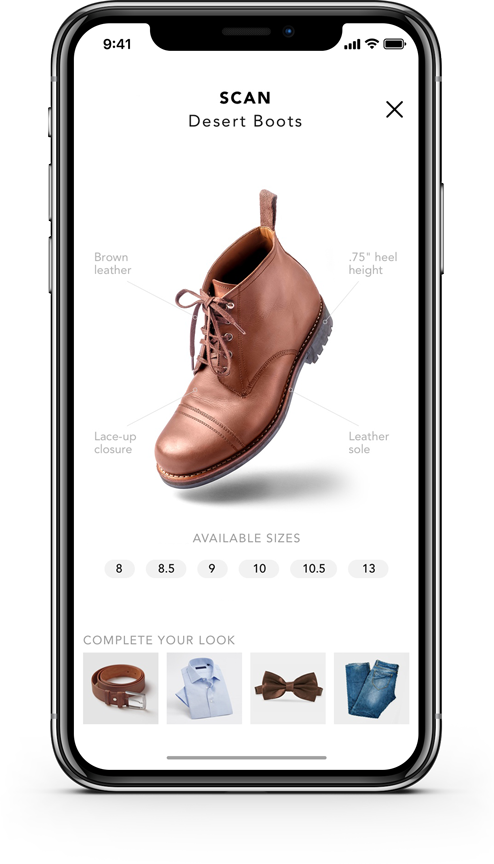 9:41
SCAN
Desert Boots
Brown
leather
.75" heel
height
Lace-up
closure
Leather
sole
AVAILABLE SIZES
8 8.5 9 10 10.5 13
COMPLETE YOUR LOOK